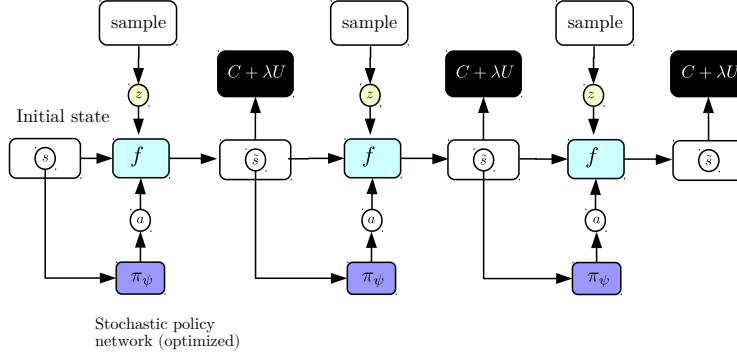 sample
sample
sample
C + λU
C + λU
C + λU
z
z
z
Initial state
s
f
s̃
f
s̃
f
s̃
a
a
a
π_ψ
π_ψ
π_ψ
Stochastic policy
network (optimized)